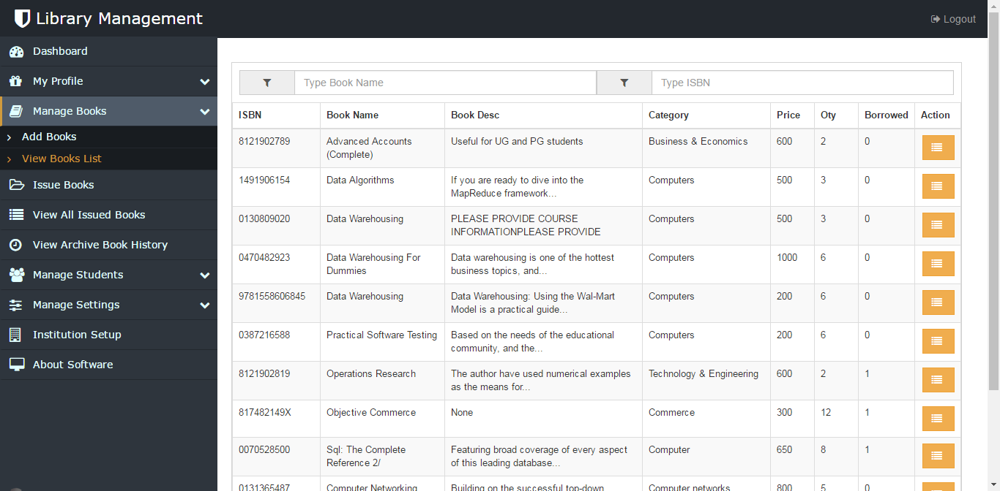 Library Management
Logout
Dashboard
My Profile
Manage Books
Add Books
View Books List
Issue Books
View All Issued Books
View Archive Book History
Manage Students
Manage Settings
Institution Setup
About Software
Type Book Name Type ISBN
ISBN Book Name Book Desc Category Price Qty Borrowed Action
8121902789 Advanced Accounts Useful for UG and PG students Business & Economics 600 2 0
(Complete)
1491906154 Data Algorithms If you are ready to dive into the Computers 500 3 0
MapReduce framework...
0130809020 Data Warehousing PLEASE PROVIDE COURSE Computers 500 3 0
INFORMATIONPLEASE PROVIDE
0470482923 Data Warehousing For Data warehousing is one of the hottest Computers 1000 6 0
Dummies business topics, and...
9781558606845 Data Warehousing Data Warehousing: Using the Wal-Mart Computers 200 6 0
Model is a practical guide...
0387216588 Practical Software Testing Based on the needs of the educational Computers 200 6 0
community, and the...
8121902819 Operations Research The author have used numerical examples Technology & Engineering 600 2 1
as the means for...
817482149X Objective Commerce None Commerce 300 12 1
0070528500 Sql: The Complete Featuring broad coverage of every aspect Computer 650 8 1
Reference 2/ of this leading database...
0131365487 Computer Networking Building on the successful top-down Computer networks 800 5 0